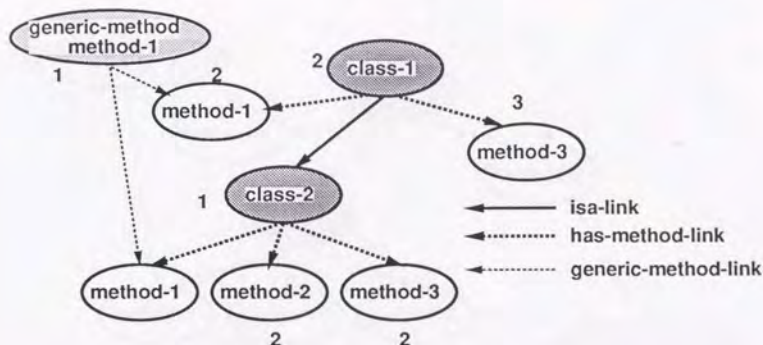 generic-method
method-1
1
2
method-1
2
class-1
3
method-3
1
class-2
method-1
method-2
method-3
2
2
isa-link
has-method-link
generic-method-link